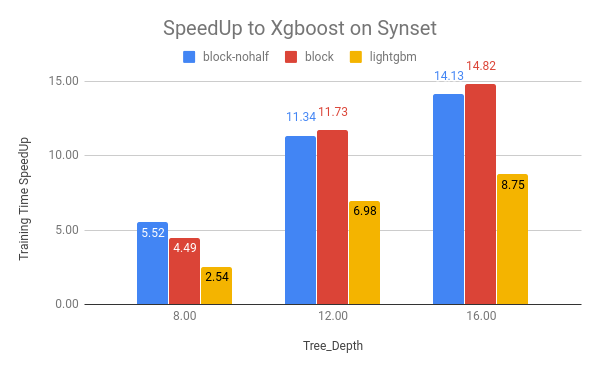 SpeedUp to Xgboost on Synset
block-nohalf block lightgbm
Training Time SpeedUp
15.00
10.00
5.00
0.00
5.52 4.49 2.54
11.34 11.73 6.98
14.13 14.82 8.75
8.00 12.00 16.00
Tree_Depth